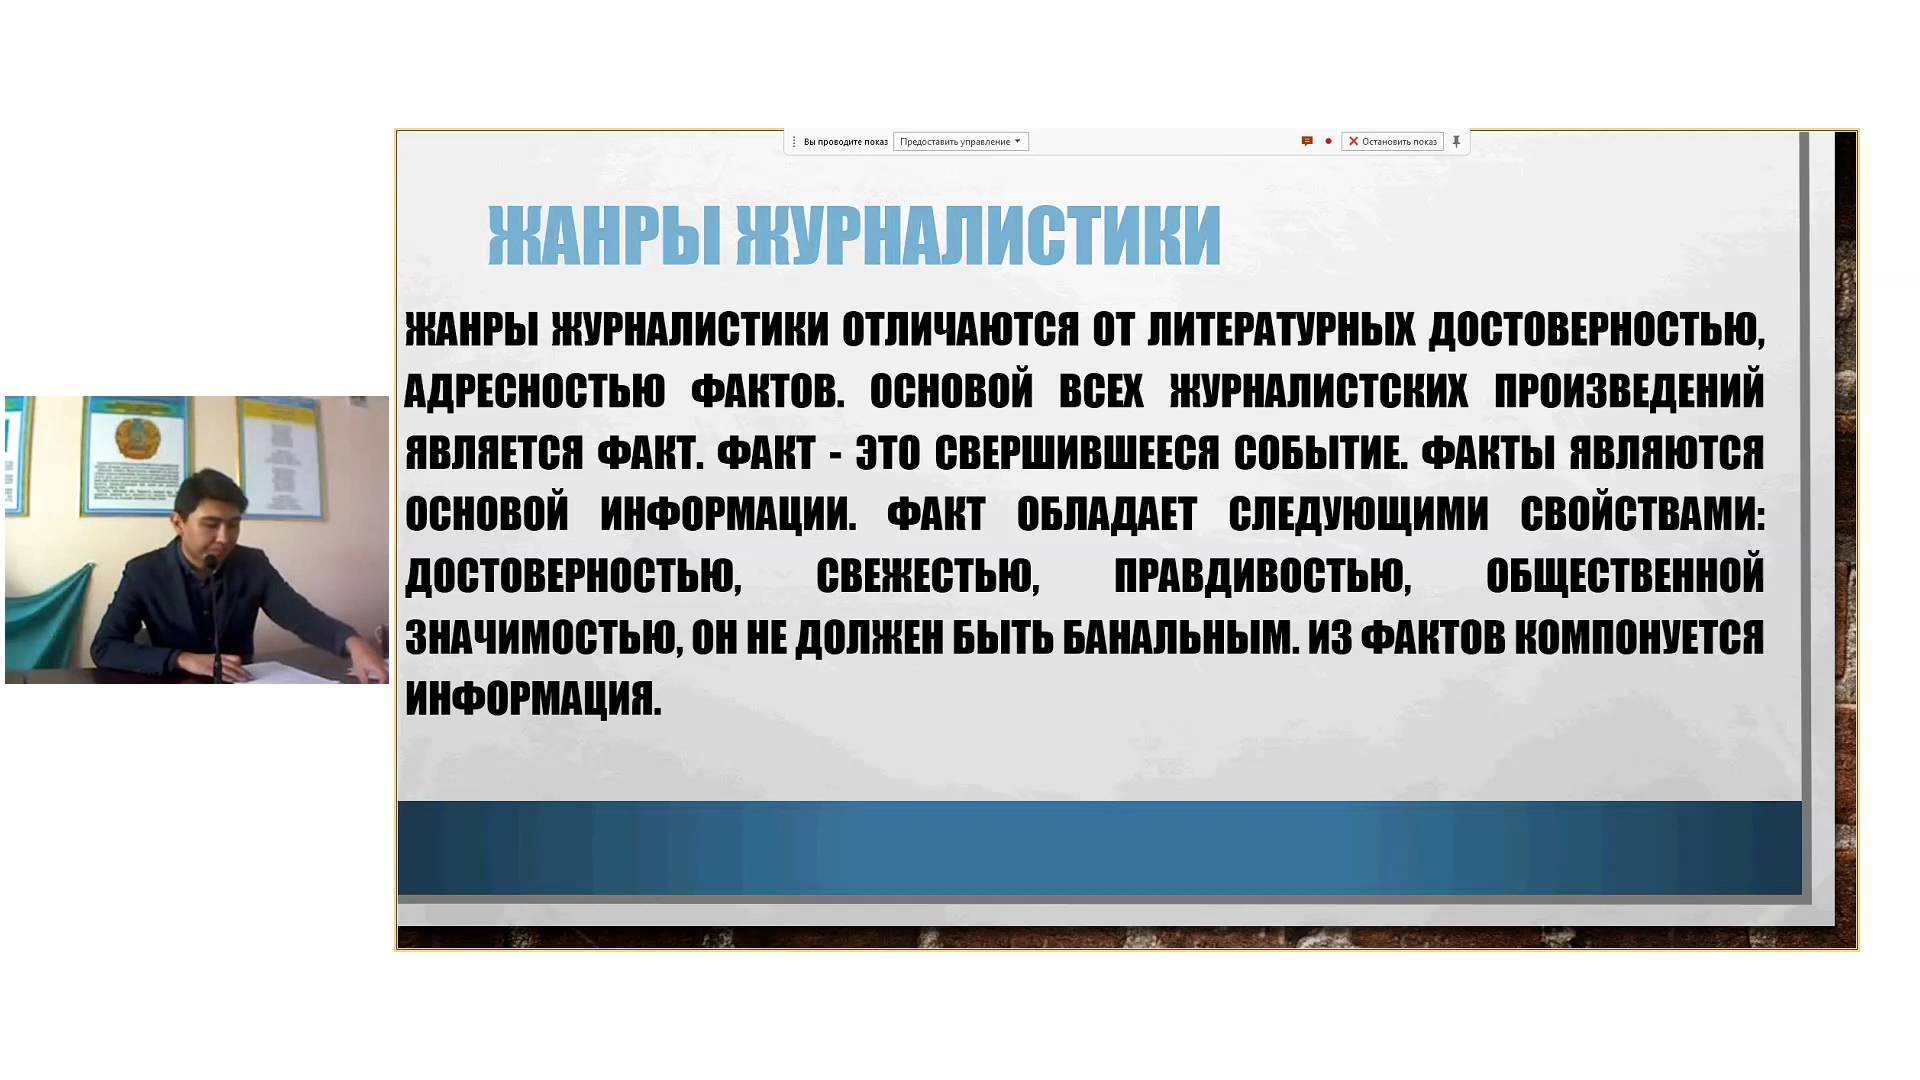 Вы проводите показ Предоставить управление Остановить показ
ЖАНРЫ ЖУРНАЛИСТИКИ
ЖАНРЫ ЖУРНАЛИСТИКИ ОТЛИЧАЮТСЯ ОТ ЛИТЕРАТУРНЫХ ДОСТОВЕРНОСТЬЮ,
АДРЕСНОСТЬЮ ФАКТОВ. ОСНОВОЙ ВСЕХ ЖУРНАЛИСТСКИХ ПРОИЗВЕДЕНИЙ
ЯВЛЯЕТСЯ ФАКТ. ФАКТ - ЭТО СВЕРШИВШЕЕСЯ СОБЫТИЕ. ФАКТЫ ЯВЛЯЮТСЯ
ОСНОВОЙ ИНФОРМАЦИИ. ФАКТ ОБЛАДАЕТ СЛЕДУЮЩИМИ СВОЙСТВАМИ:
ДОСТОВЕРНОСТЬЮ, СВЕЖЕСТЬЮ, ПРАВДИВОСТЬЮ, ОБЩЕСТВЕННОЙ
ЗНАЧИМОСТЬЮ, ОН НЕ ДОЛЖЕН БЫТЬ БАНАЛЬНЫМ. ИЗ ФАКТОВ КОМПОНУЕТСЯ
ИНФОРМАЦИЯ.